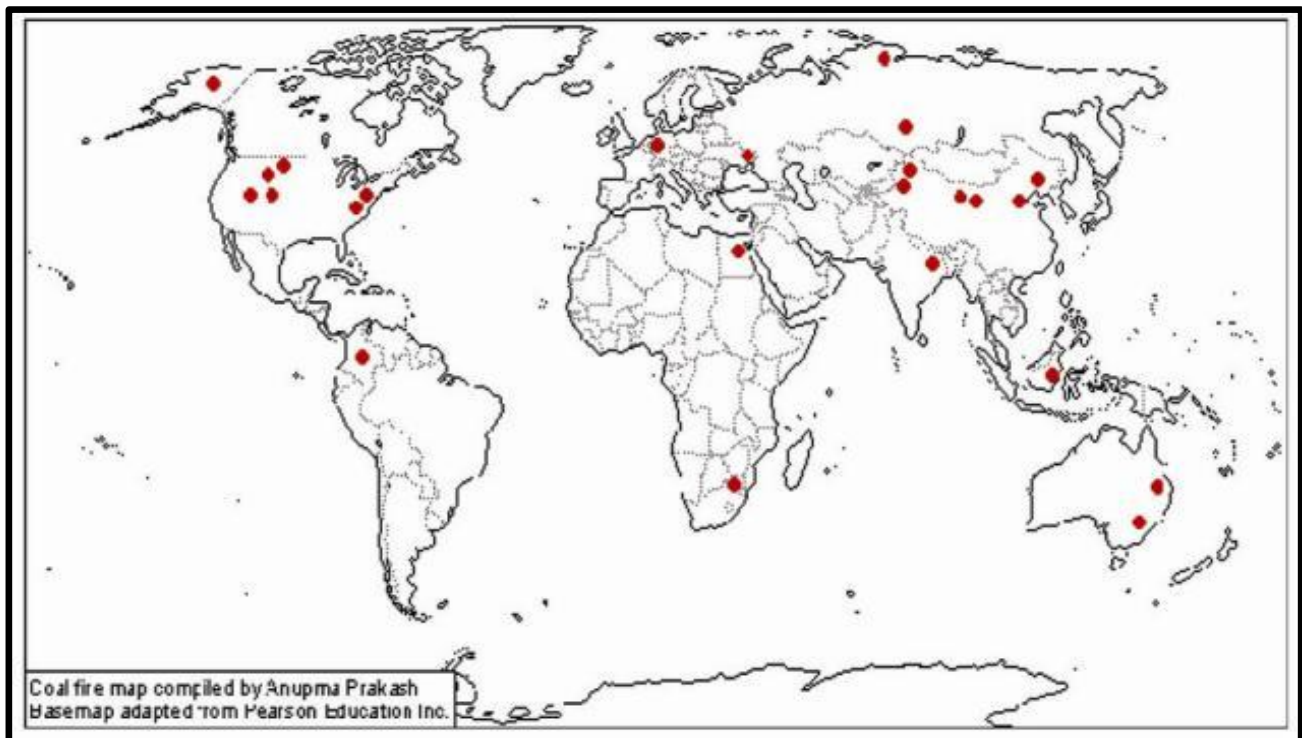 Coal fire map compiled by Anupma Prakash
Basemap adapted from Pearson Education Inc.